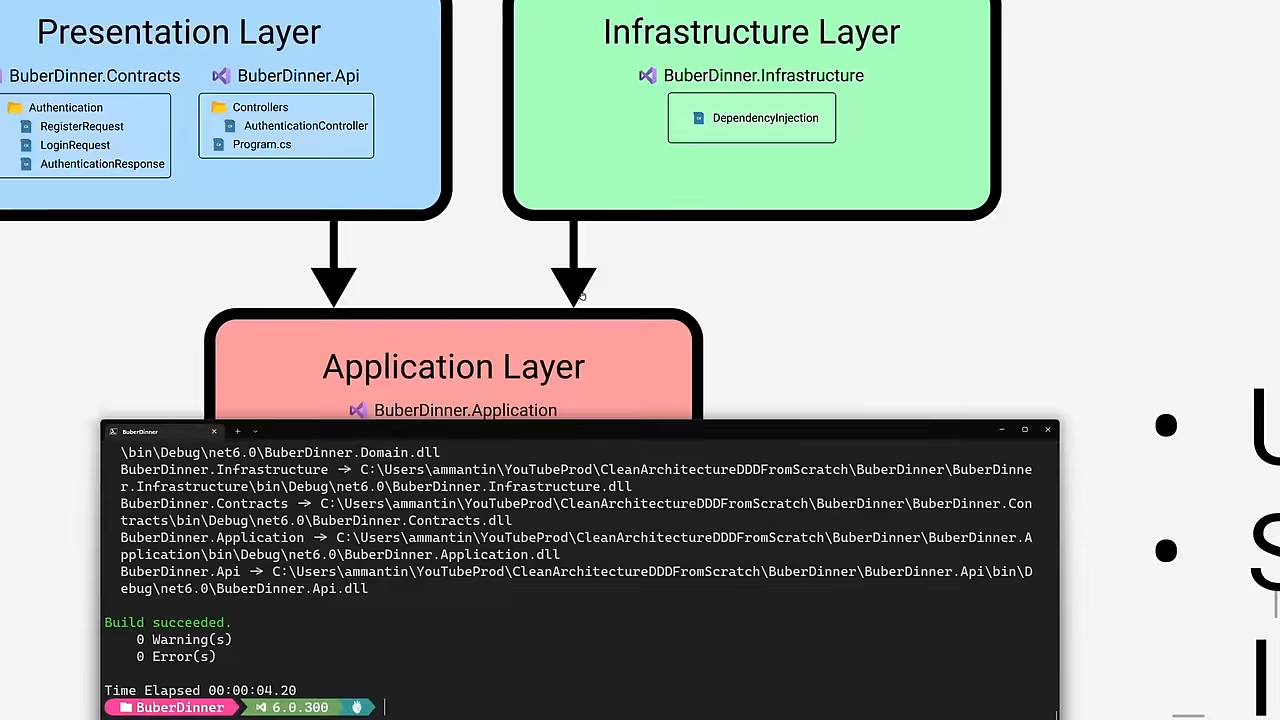 Presentation Layer
BuberDinner.Contracts
BuberDinner.Api
Authentication
RegisterRequest
LoginRequest
AuthenticationResponse
Controllers
AuthenticationController
Program.cs
Infrastructure Layer
BuberDinner.Infrastructure
DependencyInjection
Application Layer
BuberDinner.Application
BuberDinner
\bin\Debug\net6.0\BuberDinner.Domain.dll
BuberDinner.Infrastructure -> C:\Users\ammantin\YouTubeProd\CleanArchitectureDDDFromScratch\BuberDinner\BuberDinne
r.Infrastructure\bin\Debug\net6.0\BuberDinner.Infrastructure.dll
BuberDinner.Contracts -> C:\Users\ammantin\YouTubeProd\CleanArchitectureDDDFromScratch\BuberDinner\BuberDinner.Con
tracts\bin\Debug\net6.0\BuberDinner.Contracts.dll
BuberDinner.Application -> C:\Users\ammantin\YouTubeProd\CleanArchitectureDDDFromScratch\BuberDinner\BuberDinner.A
pplication\bin\Debug\net6.0\BuberDinner.Application.dll
BuberDinner.Api -> C:\Users\ammantin\YouTubeProd\CleanArchitectureDDDFromScratch\BuberDinner\BuberDinner.Api\bin\D
ebug\net6.0\BuberDinner.Api.dll
Build succeeded.
0 Warning(s)
0 Error(s)
Time Elapsed 00:00:04.20
BuberDinner 6.0.300